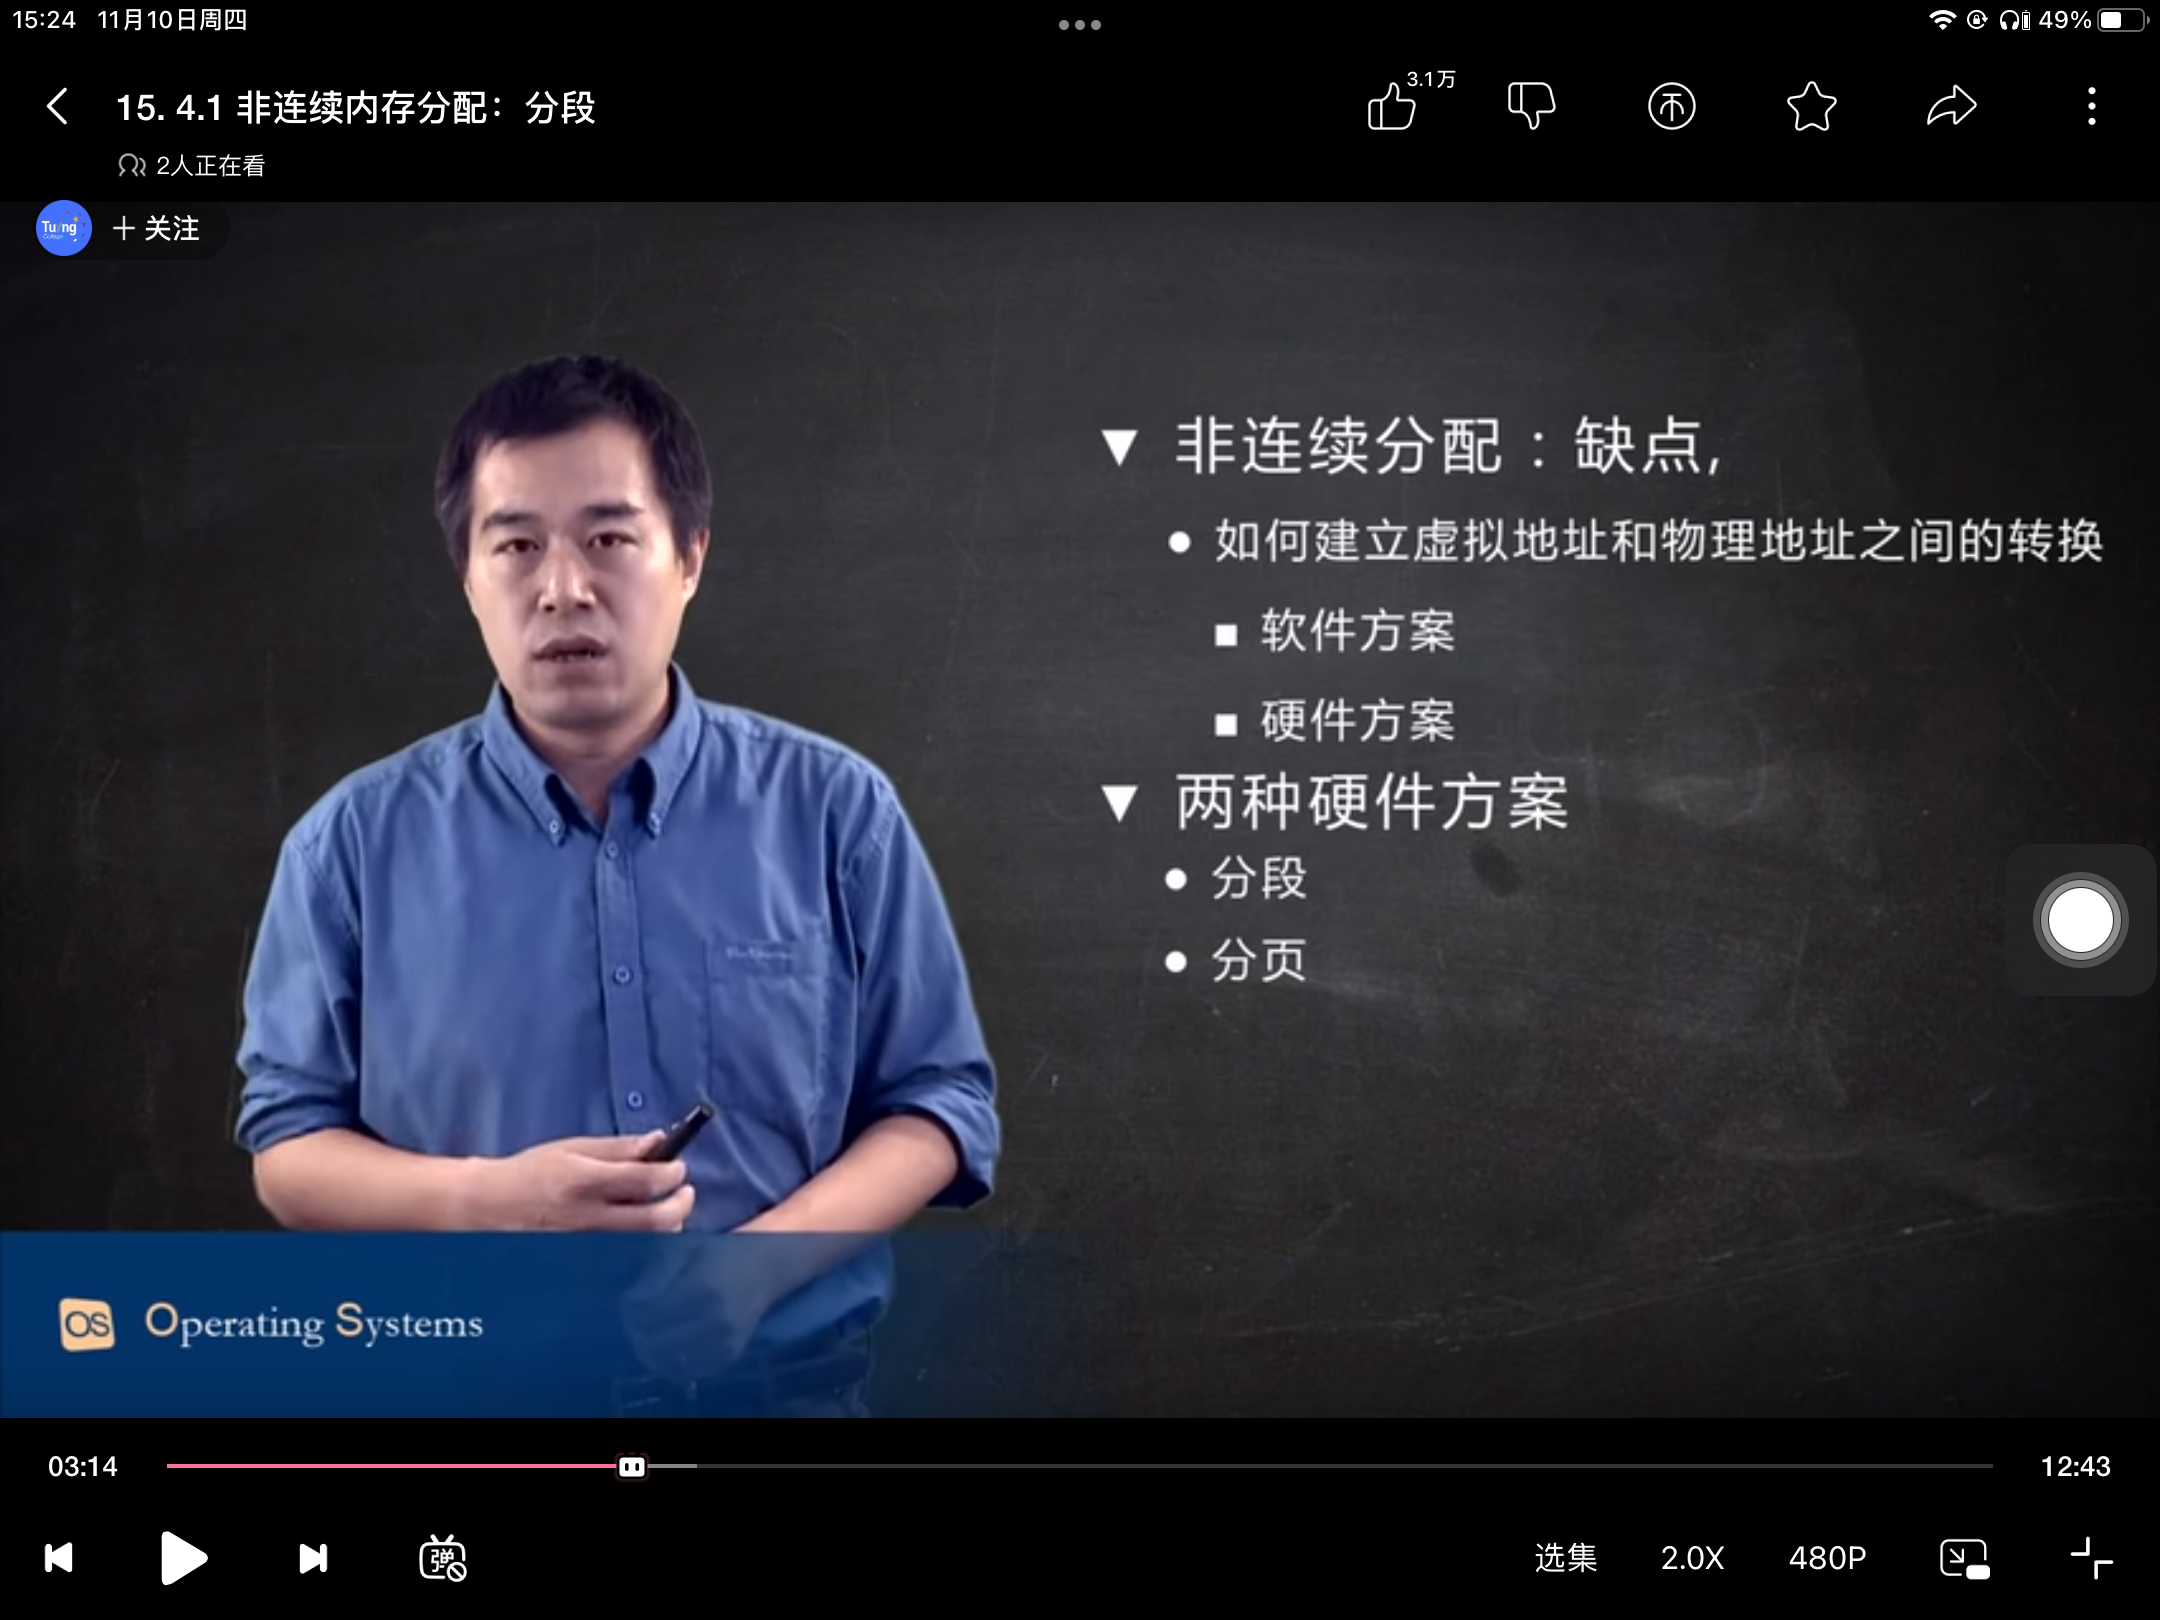 15:24 11月10日周四
49%
15. 4.1 非连续内存分配：分段
3.1万
2人正在看
Turing
+ 关注
▼ 非连续分配：缺点,
● 如何建立虚拟地址和物理地址之间的转换
■ 软件方案
■ 硬件方案
▼ 两种硬件方案
● 分段
● 分页
OS Operating Systems
03:14
12:43
弹
选集 2.0X 480P